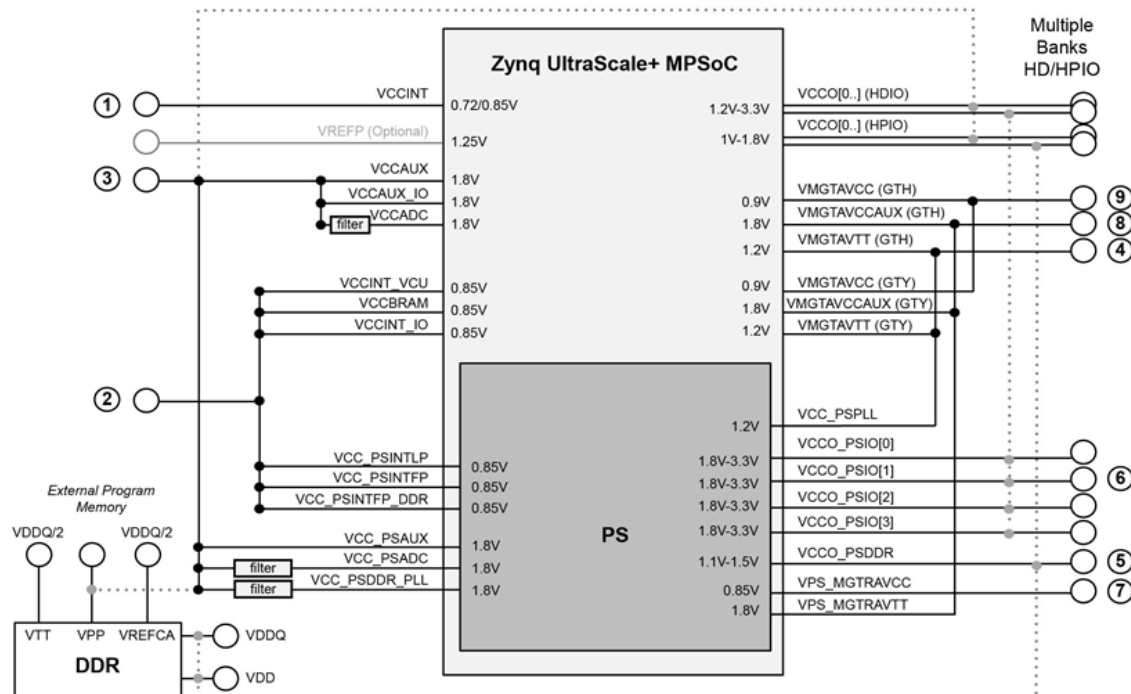 Multiple
Banks
HD/HPIO
Zynq UltraScale+ MPSoC
1
VCCINT
0.72/0.85V
VREFP (Optional)
1.25V
3
VCCAUX
1.8V
VCCAUX_IO
1.8V
filter
VCCADC
1.8V
VCCINT_VCU
0.85V
VCCBRAM
0.85V
VCCINT_IO
0.85V
2
VCC_PSINTLP
0.85V
VCC_PSINTFP
0.85V
VCC_PSINTFP_DDR
0.85V
VCC_PSAUX
1.8V
filter
VCC_PSADC
1.8V
filter
VCC_PSDDR_PLL
1.8V
1.2V-3.3V
VCCO[0..] (HDIO)
1V-1.8V
VCCO[0..] (HPIO)
0.9V
VMGTAVCC (GTH)
9
1.8V
VMGTAVCCAUX (GTH)
8
1.2V
VMGTAVTT (GTH)
4
0.9V
VMGTAVCC (GTY)
1.8V
VMGTAVCCAUX (GTY)
1.2V
VMGTAVTT (GTY)
PS
1.2V
VCC_PSPLL
1.8V-3.3V
VCCO_PSIO[0]
1.8V-3.3V
VCCO_PSIO[1]
6
1.8V-3.3V
VCCO_PSIO[2]
1.8V-3.3V
VCCO_PSIO[3]
1.1V-1.5V
VCCO_PSDDR
5
0.85V
VPS_MGTRAVCC
7
1.8V
VPS_MGTRAVTT
External Program
Memory
VDDQ/2
VDDQ/2
VTT
VPP
VREFCA
DDR
VDDQ
VDD